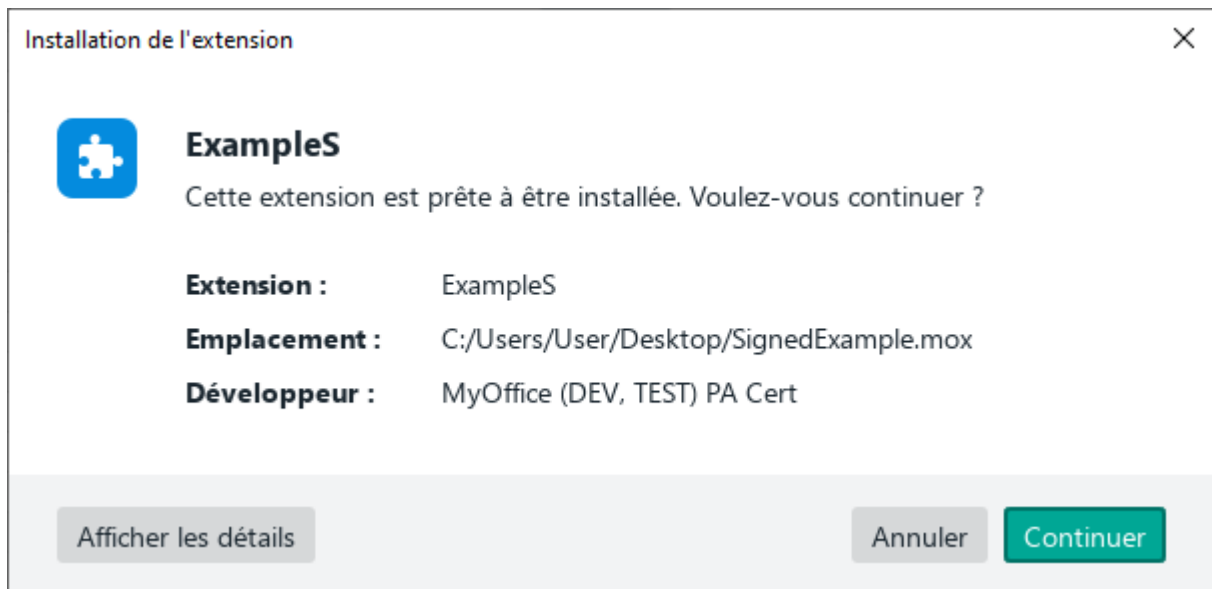 Installation de l'extension
ExampleS
Cette extension est prête à être installée. Voulez-vous continuer ?
Extension : ExampleS
Emplacement : C:/Users/User/Desktop/SignedExample.mox
Développeur : MyOffice (DEV, TEST) PA Cert
Afficher les détails Annuler Continuer